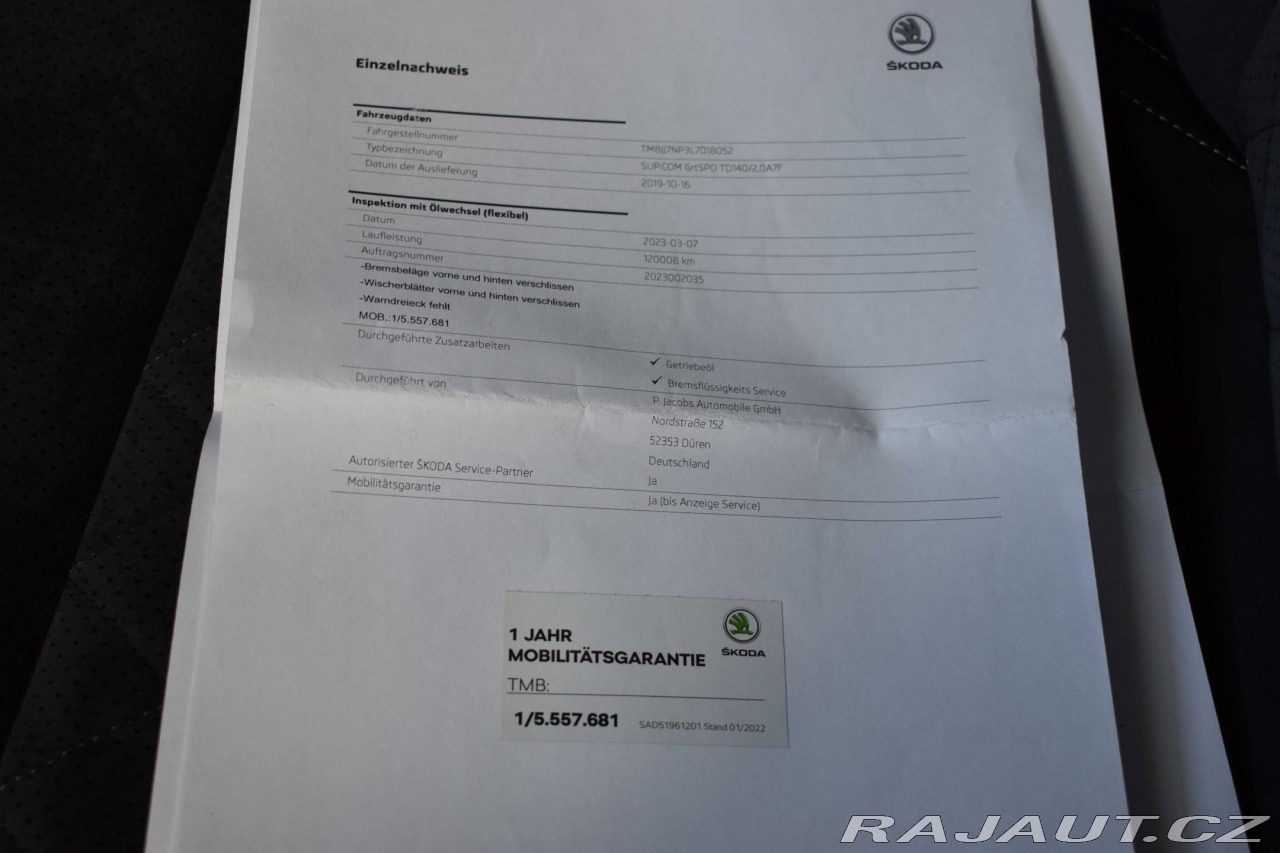 ŠKODA
Einzelnachweis
Fahrzeugdaten
Fahrgestellnummer
TMBJJ7NP3L7018052
Typbezeichnung
SUP.COM GrtSPO TD140/2.0A7F
Datum der Auslieferung
2019-10-16
Inspektion mit Ölwechsel (flexibel)
Datum
2023-03-07
Laufleistung
120008 km
Auftragsnummer
2023002035
-Bremsbeläge vorne und hinten verschlissen
-Wischerblätter vorne und hinten verschlissen
-Warndreieck fehlt
MOB.:1/5.557.681
Durchgeführte Zusatzarbeiten
✓ Getriebeöl
✓ Bremsflüssigkeits Service
Durchgeführt von
P. Jacobs Automobile GmbH
Nordstraße 152
52353 Düren
Deutschland
Autorisierter ŠKODA Service-Partner
Ja
Mobilitätsgarantie
Ja (bis Anzeige Service)
1 JAHR
MOBILITÄTSGARANTIE
ŠKODA
TMB:
1/5.557.681
SAD51961201 Stand 01/2022
RAJAUT.CZ